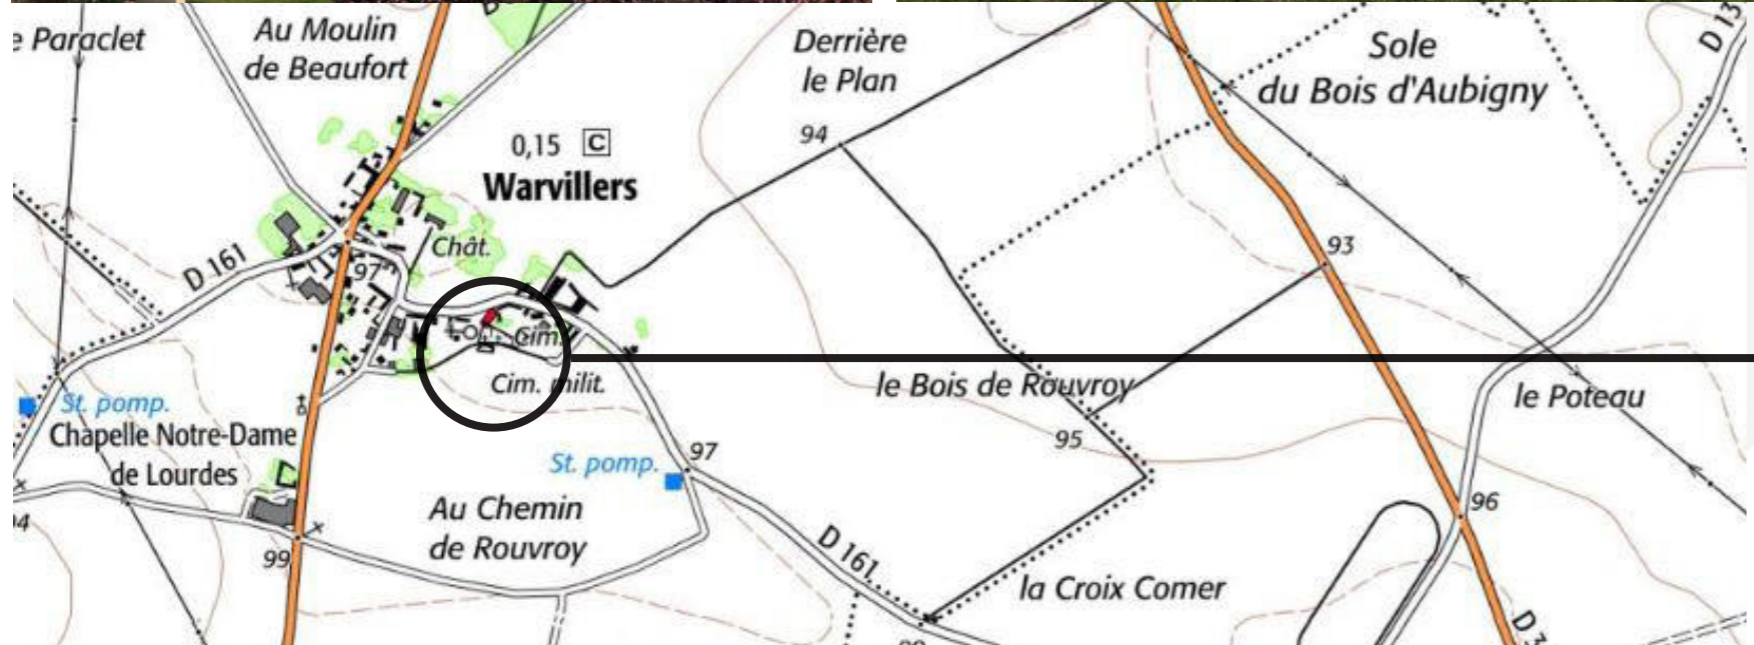 e Paraclet
Au Moulin
de Beaufort
Derrière
le Plan
Sole
du Bois d'Aubigny
D 13
94
0,15 C
Warvillers
Chât.
D 161
97
93
Cim.
Cim. milit.
le Bois de Rouvroy
le Poteau
St. pomp.
Chapelle Notre-Dame
de Lourdes
95
97
St. pomp.
96
Au Chemin
de Rouvroy
99
D 161
la Croix Comer
D 3